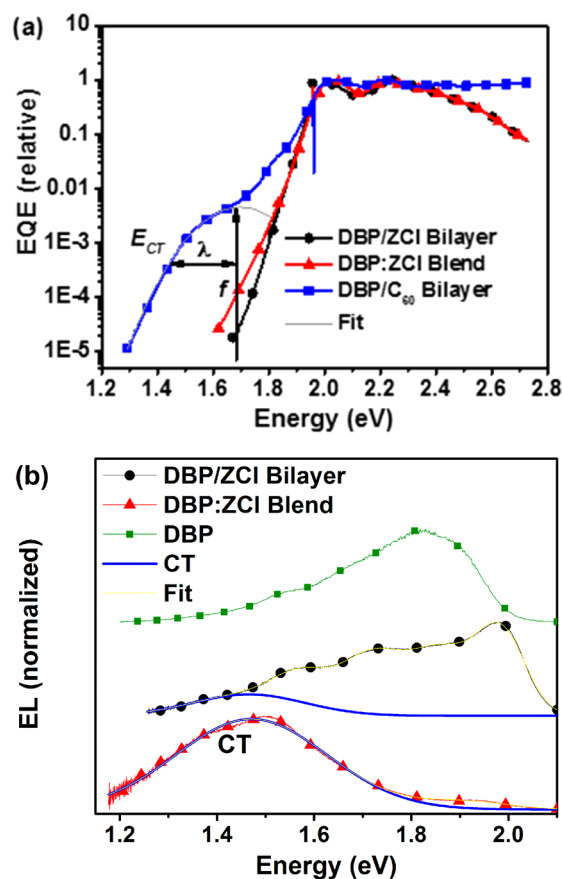 (a)
10
1
0.1
0.01
1E-3
1E-4
1E-5
EQE (relative)
E_CT
λ
f
DBP/ZCl Bilayer
DBP:ZCl Blend
DBP/C60 Bilayer
Fit
1.2 1.4 1.6 1.8 2.0 2.2 2.4 2.6 2.8
Energy (eV)
(b)
DBP/ZCl Bilayer
DBP:ZCl Blend
DBP
CT
Fit
EL (normalized)
CT
1.2 1.4 1.6 1.8 2.0
Energy (eV)